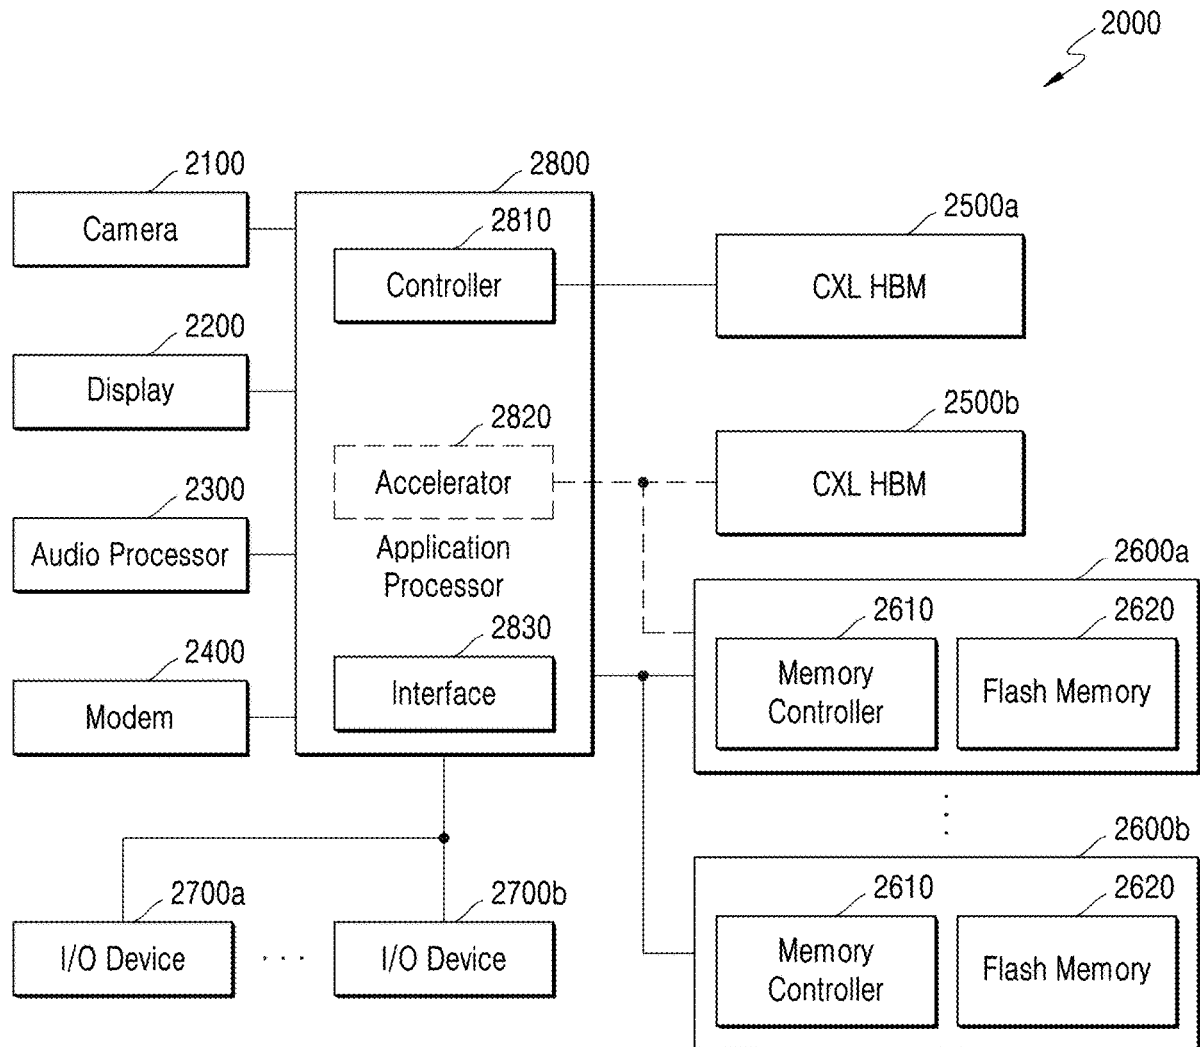 2000
2100
Camera
2200
Display
2300
Audio Processor
2400
Modem
2800
2810
Controller
2820
Accelerator
Application
Processor
2830
Interface
2500a
CXL HBM
2500b
CXL HBM
2600a
2610
Memory
Controller
2620
Flash Memory
2600b
2610
Memory
Controller
2620
Flash Memory
2700a
I/O Device
2700b
I/O Device